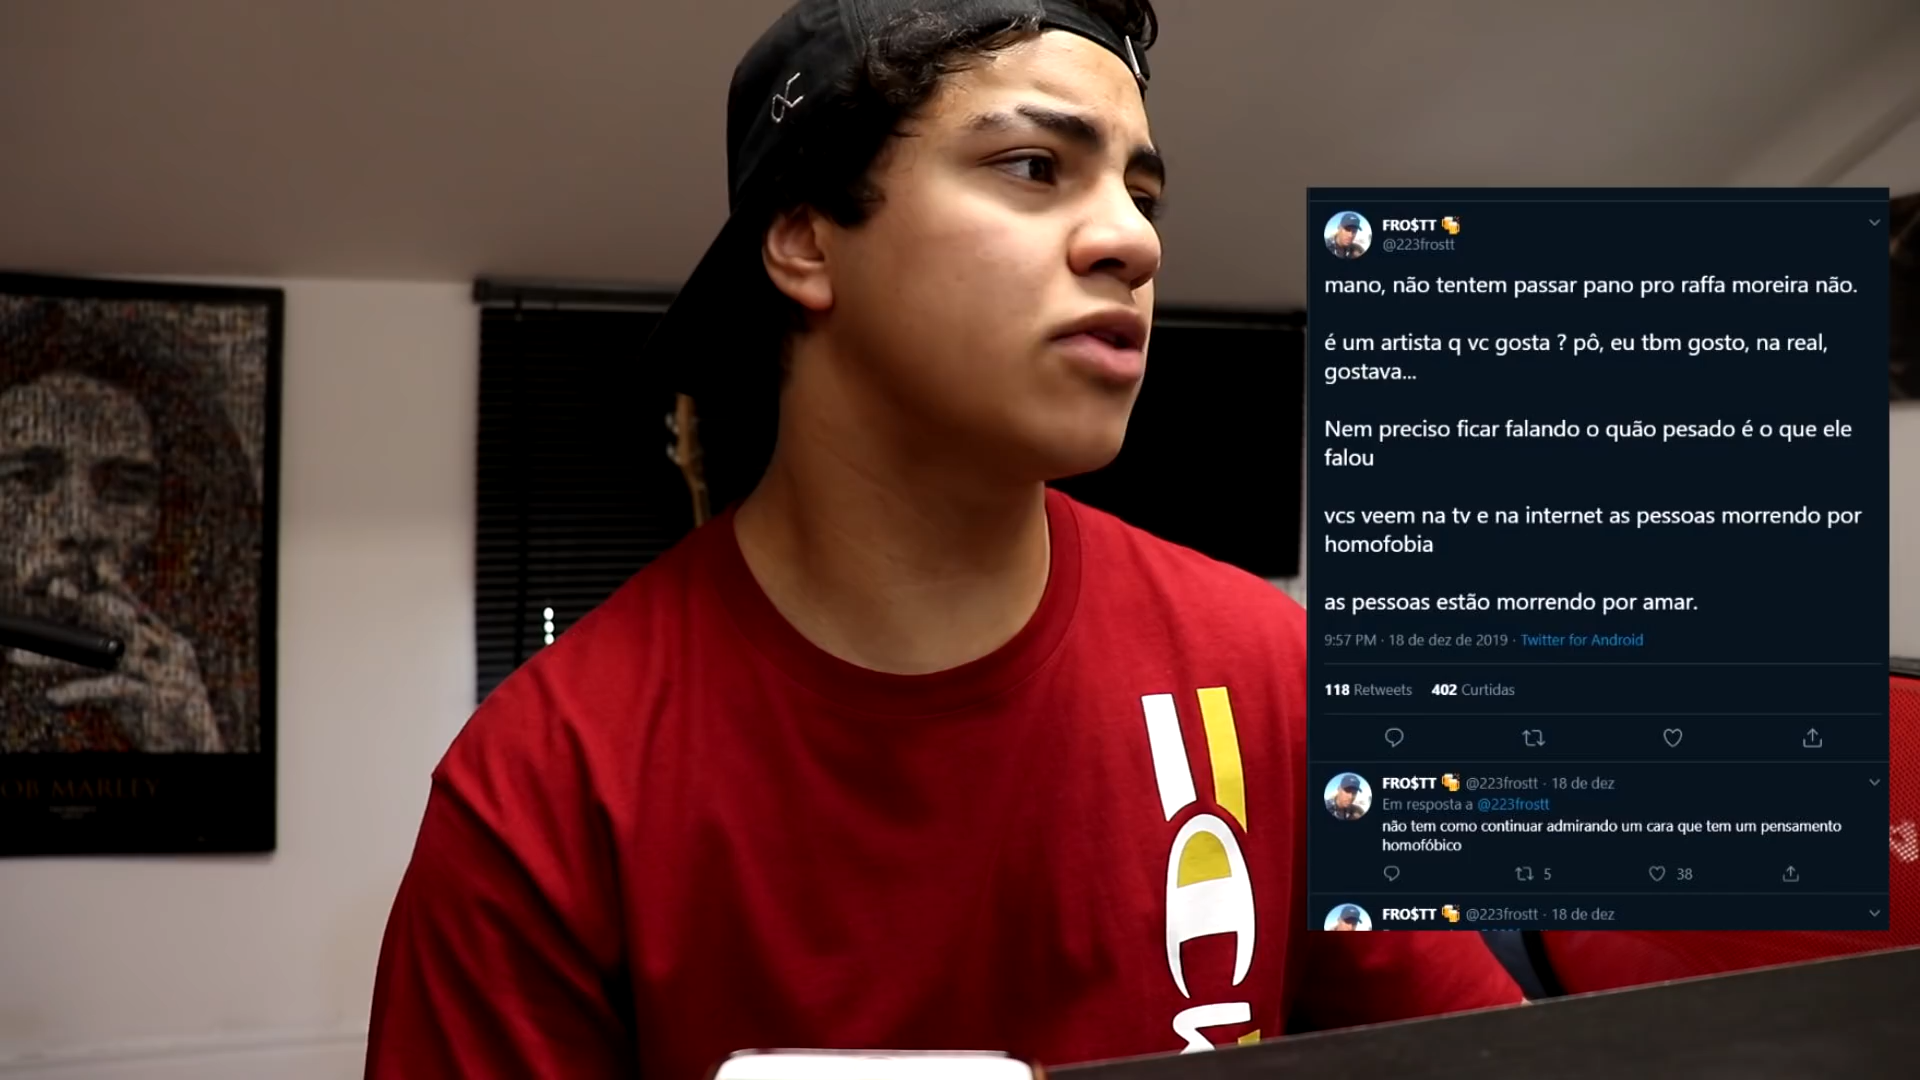 FRO$TT
@223frostt
mano, não tentem passar pano pro raffa moreira não.
é um artista q vc gosta ? pô, eu tbm gosto, na real,
gostava...
Nem preciso ficar falando o quão pesado é o que ele
falou
vcs veem na tv e na internet as pessoas morrendo por
homofobia
as pessoas estão morrendo por amar.
9:57 PM · 18 de dez de 2019 · Twitter for Android
118 Retweets 402 Curtidas
FRO$TT @223frostt · 18 de dez
Em resposta a @223frostt
não tem como continuar admirando um cara que tem um pensamento
homofóbico
5 38
FRO$TT @223frostt · 18 de dez
OB MARLEY